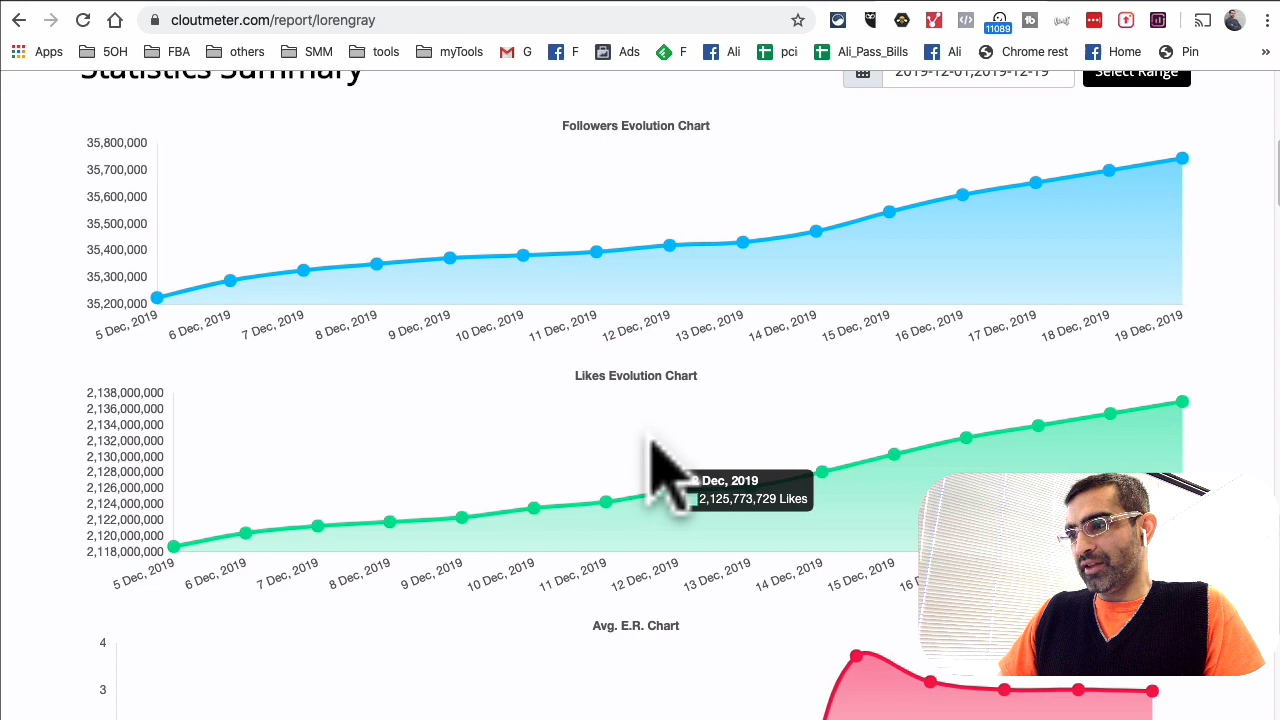 cloutmeter.com/report/lorengray
11089
Apps 5OH FBA others SMM tools myTools G F Ads F Ali pci Ali_Pass_Bills Ali Chrome rest Home Pin »
Statistics Summary
2019-12-01,2019-12-19 Select Range
Followers Evolution Chart
35,800,000
35,700,000
35,600,000
35,500,000
35,400,000
35,300,000
35,200,000
5 Dec, 2019 6 Dec, 2019 7 Dec, 2019 8 Dec, 2019 9 Dec, 2019 10 Dec, 2019 11 Dec, 2019 12 Dec, 2019 13 Dec, 2019 14 Dec, 2019 15 Dec, 2019 16 Dec, 2019 17 Dec, 2019 18 Dec, 2019 19 Dec, 2019
Likes Evolution Chart
2,138,000,000
2,136,000,000
2,134,000,000
2,132,000,000
2,130,000,000
2,128,000,000
2,126,000,000
2,124,000,000
2,122,000,000
2,120,000,000
2,118,000,000
Dec, 2019
2,125,773,729 Likes
5 Dec, 2019 6 Dec, 2019 7 Dec, 2019 8 Dec, 2019 9 Dec, 2019 10 Dec, 2019 11 Dec, 2019 12 Dec, 2019 13 Dec, 2019 14 Dec, 2019 15 Dec, 2019 16
Avg. E.R. Chart
4
3